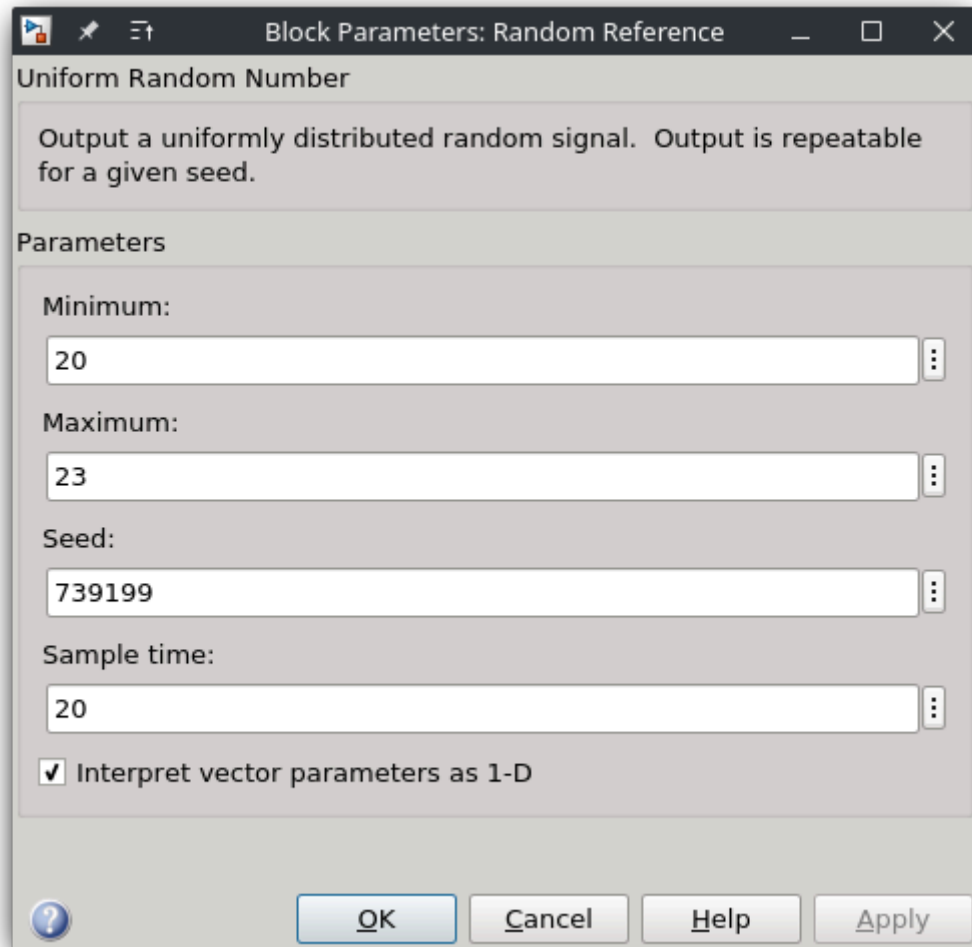 Block Parameters: Random Reference
Uniform Random Number
Output a uniformly distributed random signal.  Output is repeatable
for a given seed.
Parameters
Minimum:
20
Maximum:
23
Seed:
739199
Sample time:
20
Interpret vector parameters as 1-D
OK Cancel Help Apply